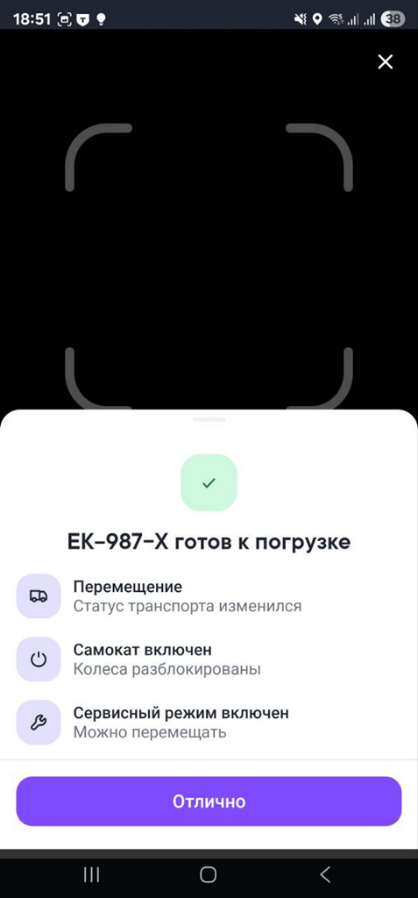 18:51
38
ЕК-987-Х готов к погрузке
Перемещение
Статус транспорта изменился
Самокат включен
Колеса разблокированы
Сервисный режим включен
Можно перемещать
Отлично